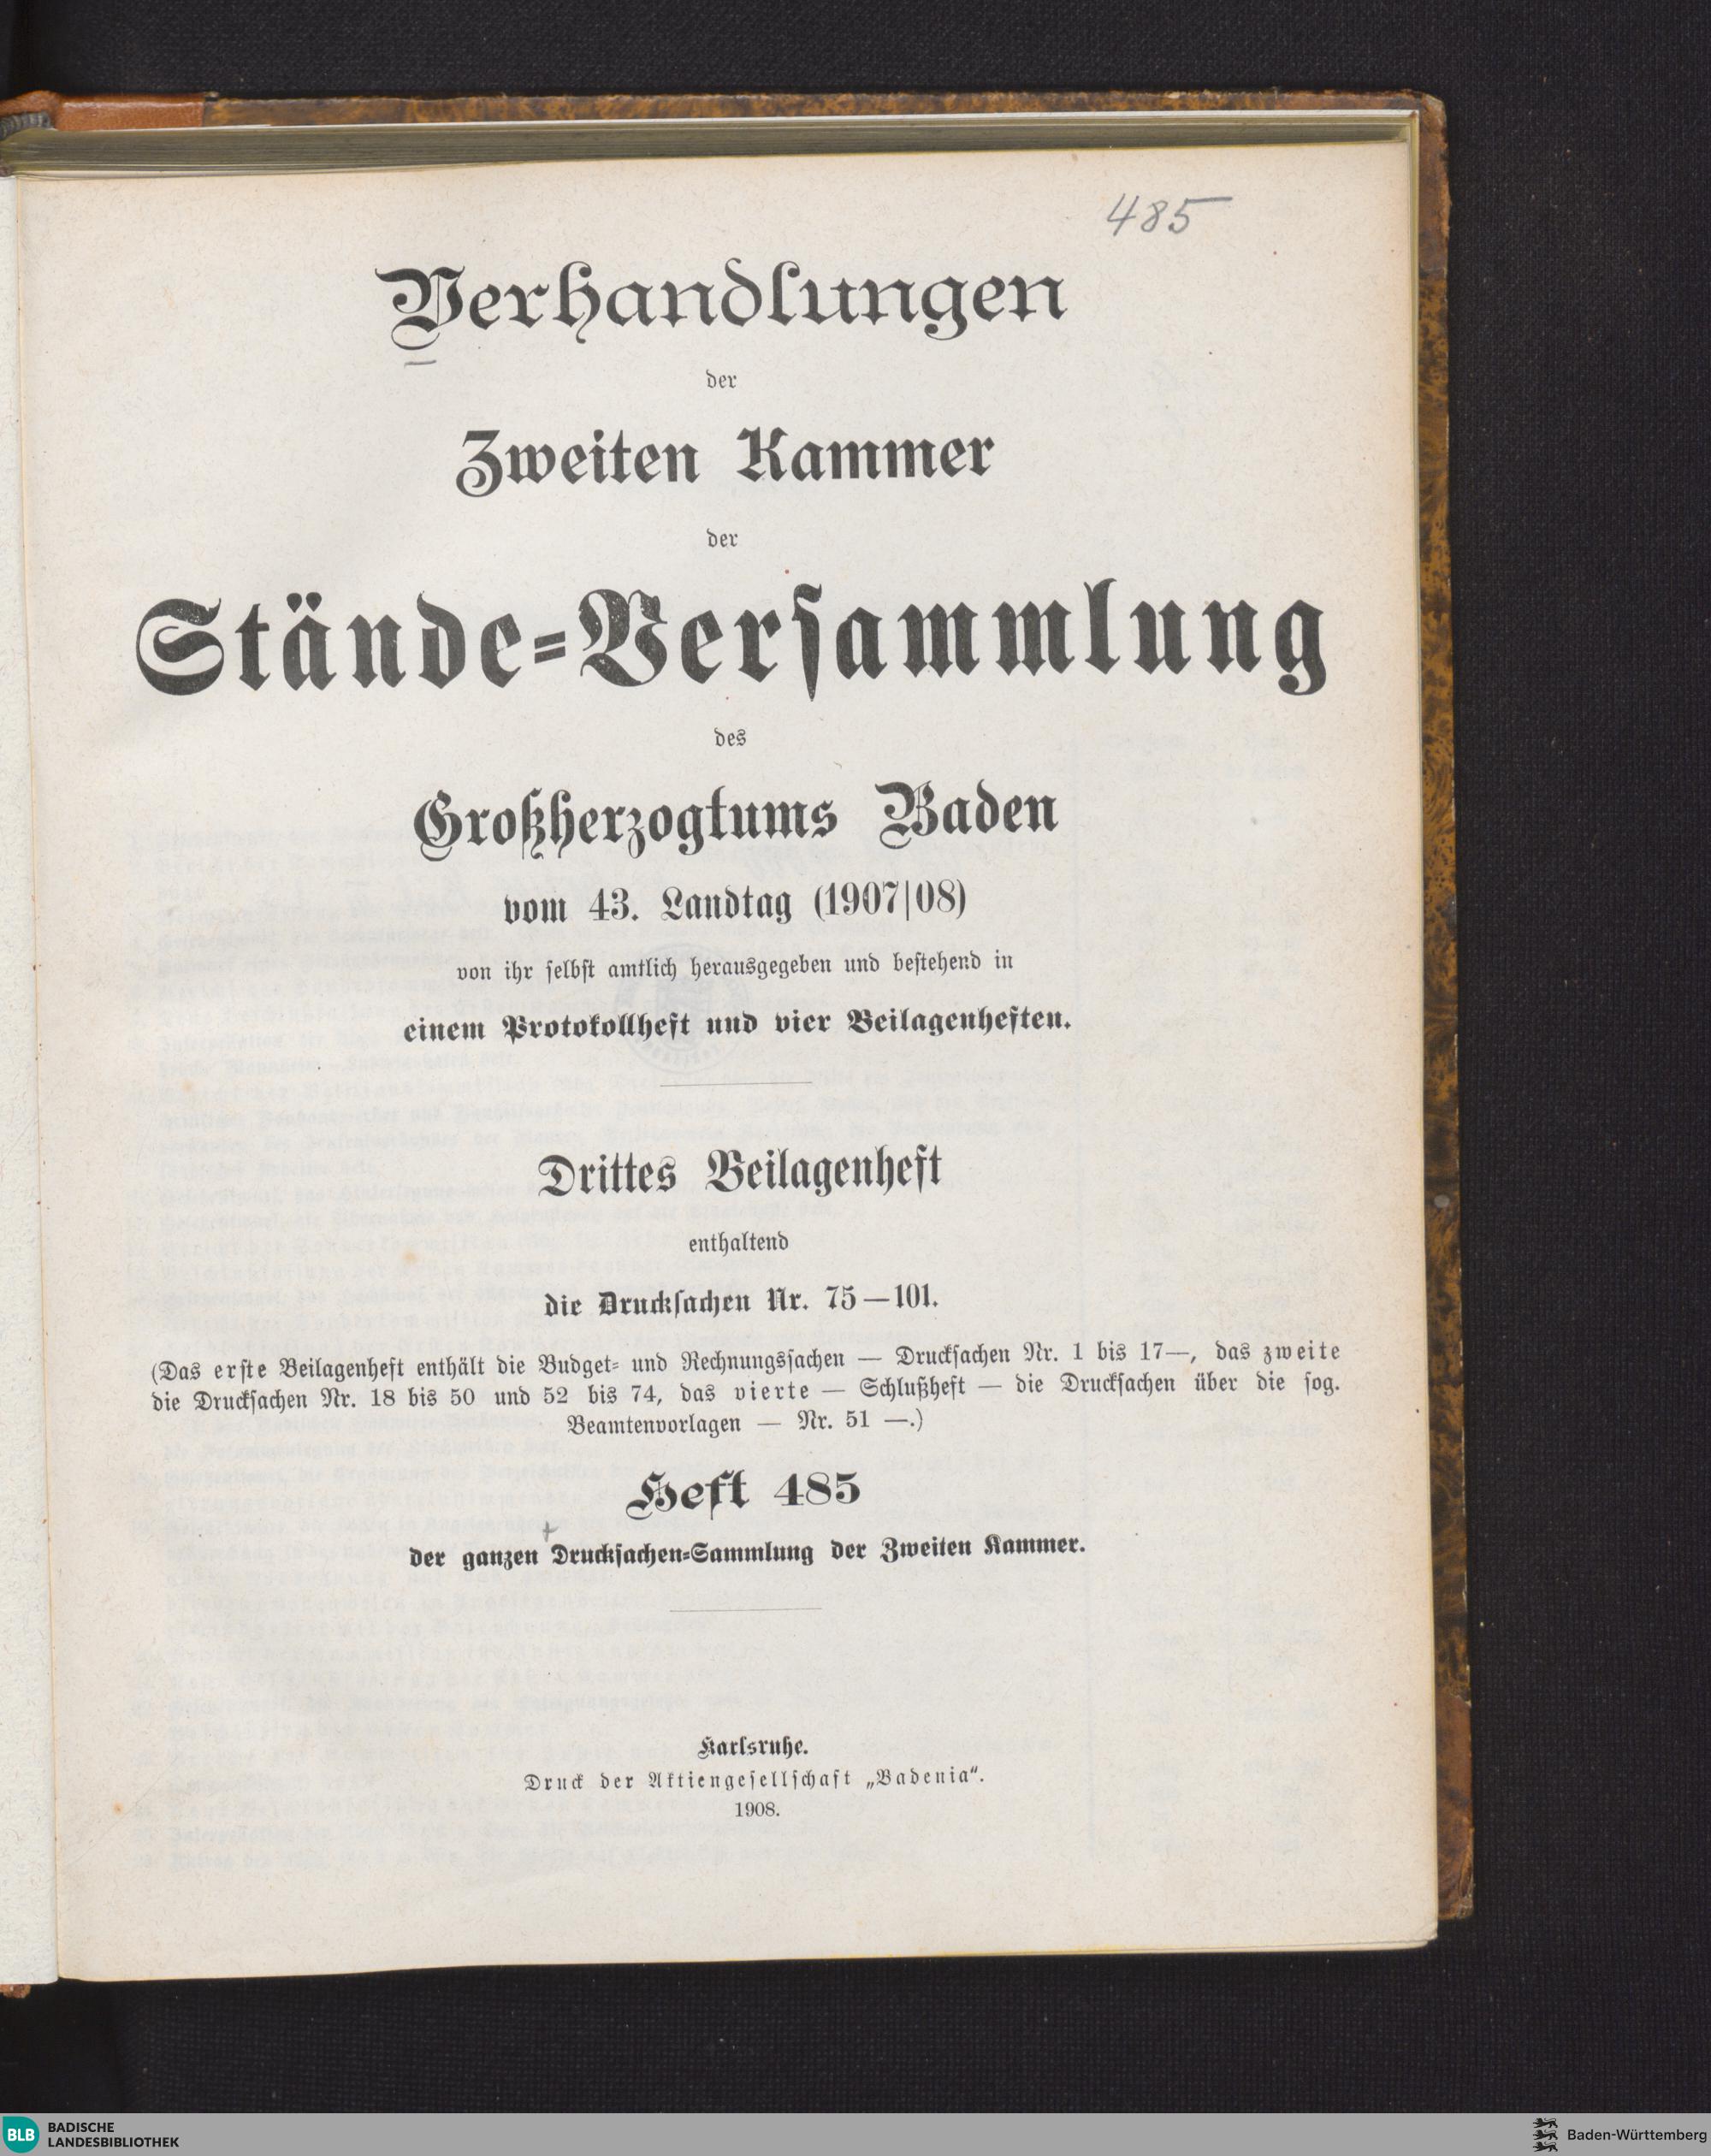 485
Verhandlungen
der
Zweiten Kammer
der
Stände-Versammlung
des
Großherzogtums Baden
vom 43. Landtag (1907/08)
von ihr selbst amtlich herausgegeben und bestehend in
einem Protokollheft und vier Beilagenheften.
Drittes Beilagenheft
enthaltend
die Drucksachen Nr. 75—101.
(Das erste Beilagenheft enthält die Budget- und Rechnungssachen — Drucksachen Nr. 1 bis 17—, das zweite
die Drucksachen Nr. 18 bis 50 und 52 bis 74, das vierte — Schlußheft — die Drucksachen über die sog.
Beamtenvorlagen — Nr. 51 —.)
Heft 485
der ganzen Drucksachen-Sammlung der Zweiten Kammer.
Karlsruhe.
Druck der Aktiengesellschaft „Badenia“.
1908.
BLB BADISCHE
LANDESBIBLIOTHEK
Baden-Württemberg